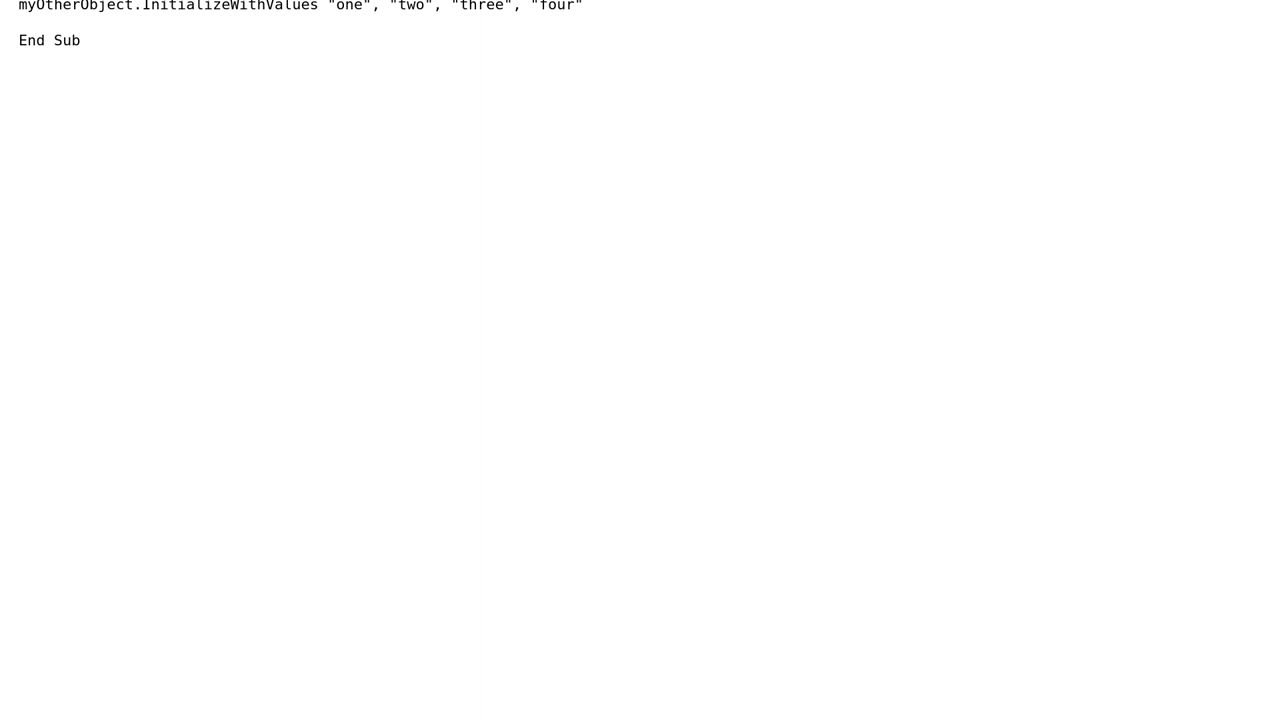 myOtherObject.InitializeWithValues "one", "two", "three", "four"
End Sub